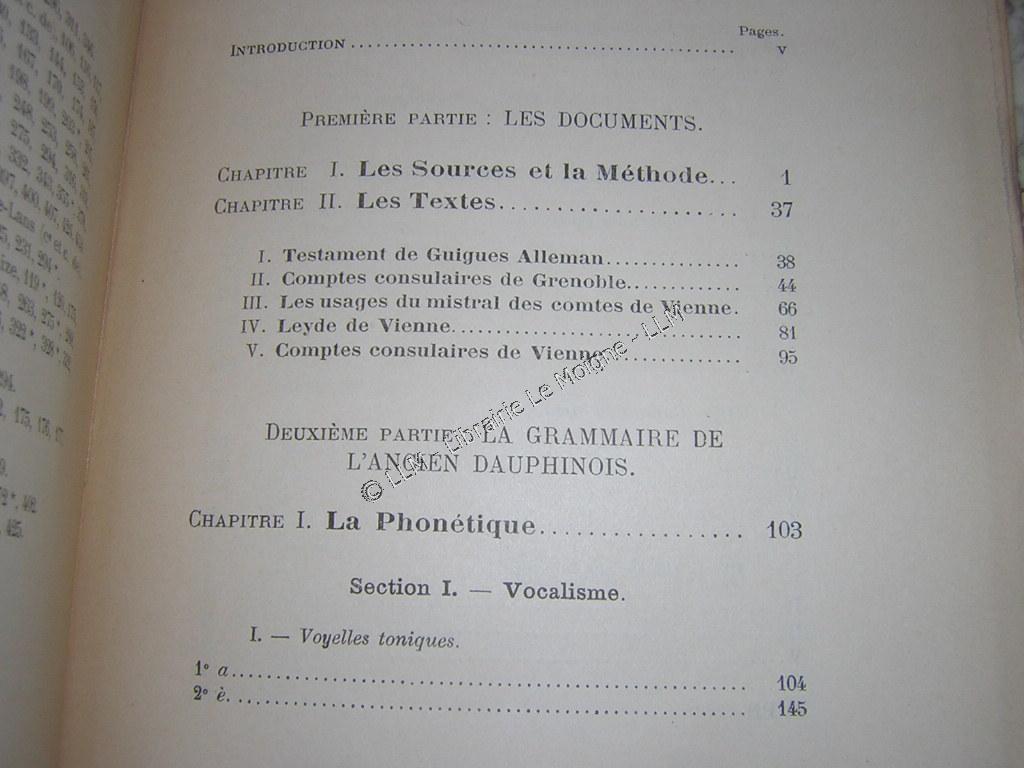 Pages.
INTRODUCTION ............................................. v
PREMIÈRE PARTIE : LES DOCUMENTS.
CHAPITRE I. Les Sources et la Méthode... 1
CHAPITRE II. Les Textes.................... 37
I. Testament de Guigues Alleman............... 38
II. Comptes consulaires de Grenoble............ 44
III. Les usages du mistral des comtes de Vienne. 66
IV. Leyde de Vienne........................... 81
V. Comptes consulaires de Vienne.............. 95
DEUXIÈME PARTIE : LA GRAMMAIRE DE
L'ANCIEN DAUPHINOIS.
CHAPITRE I. La Phonétique................. 103
Section I. — Vocalisme.
I. — Voyelles toniques.
1° a.................................................. 104
2° è.................................................. 145
© LLM - Librairie Le Moigne - LLM